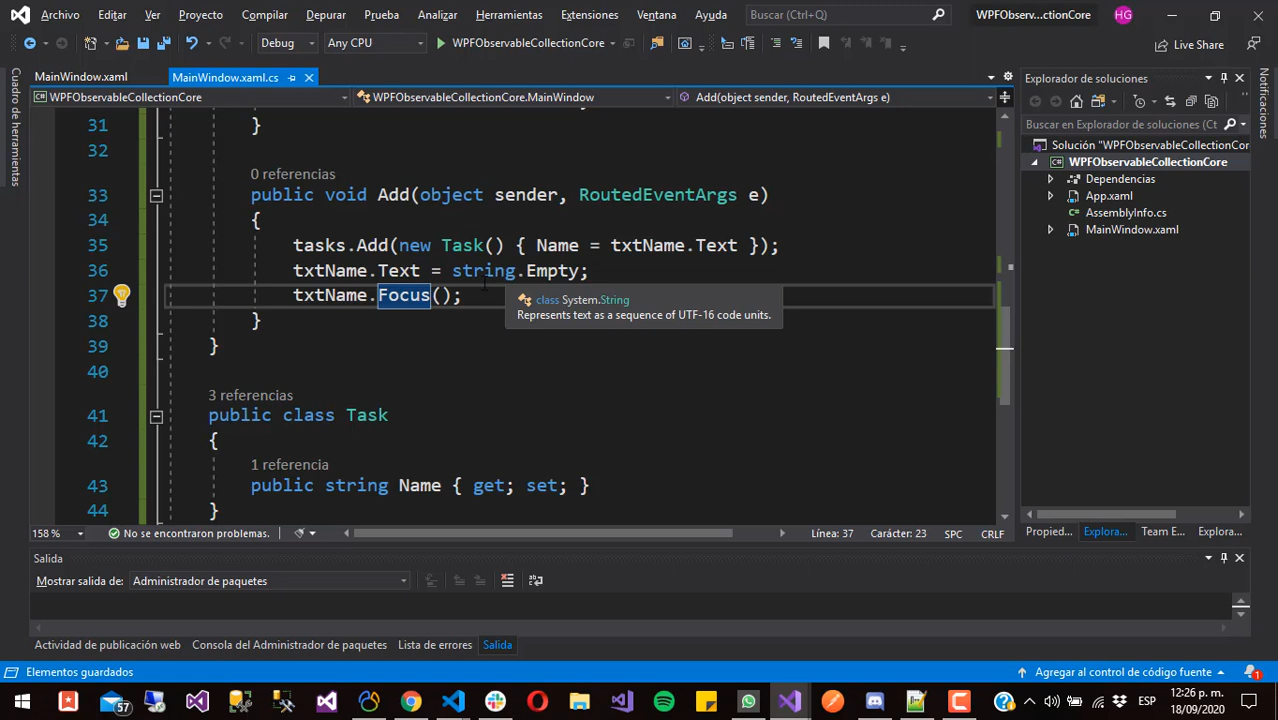 Archivo Editar Ver Proyecto Compilar Depurar Prueba Analizar Herramientas Extensiones Ventana Ayuda Buscar (Ctrl+Q) WPFObserv...ctionCore HG
Debug Any CPU WPFObservableCollectionCore Live Share
MainWindow.xaml MainWindow.xaml.cs
WPFObservableCollectionCore WPFObservableCollectionCore.MainWindow Add(object sender, RoutedEventArgs e)
Cuadro de herramientas
31 }
32
0 referencias
33 public void Add(object sender, RoutedEventArgs e)
34 {
35 tasks.Add(new Task() { Name = txtName.Text });
36 txtName.Text = string.Empty;
37 txtName.Focus();
class System.String
Represents text as a sequence of UTF-16 code units.
38 }
39 }
40
3 referencias
41 public class Task
42 {
1 referencia
43 public string Name { get; set; }
44 }
158 % No se encontraron problemas. Línea: 37 Carácter: 23 SPC CRLF
Explorador de soluciones
Buscar en Explorador de soluciones (Ct
Solución "WPFObservableCollectionCore"
WPFObservableCollectionCore
Dependencias
App.xaml
AssemblyInfo.cs
MainWindow.xaml
Propied... Explora... Team E... Explora...
Notificaciones
Salida
Mostrar salida de: Administrador de paquetes
Actividad de publicación web Consola del Administrador de paquetes Lista de errores Salida
Elementos guardados Agregar al control de código fuente 1
57 ESP 12:26 p. m.
18/09/2020